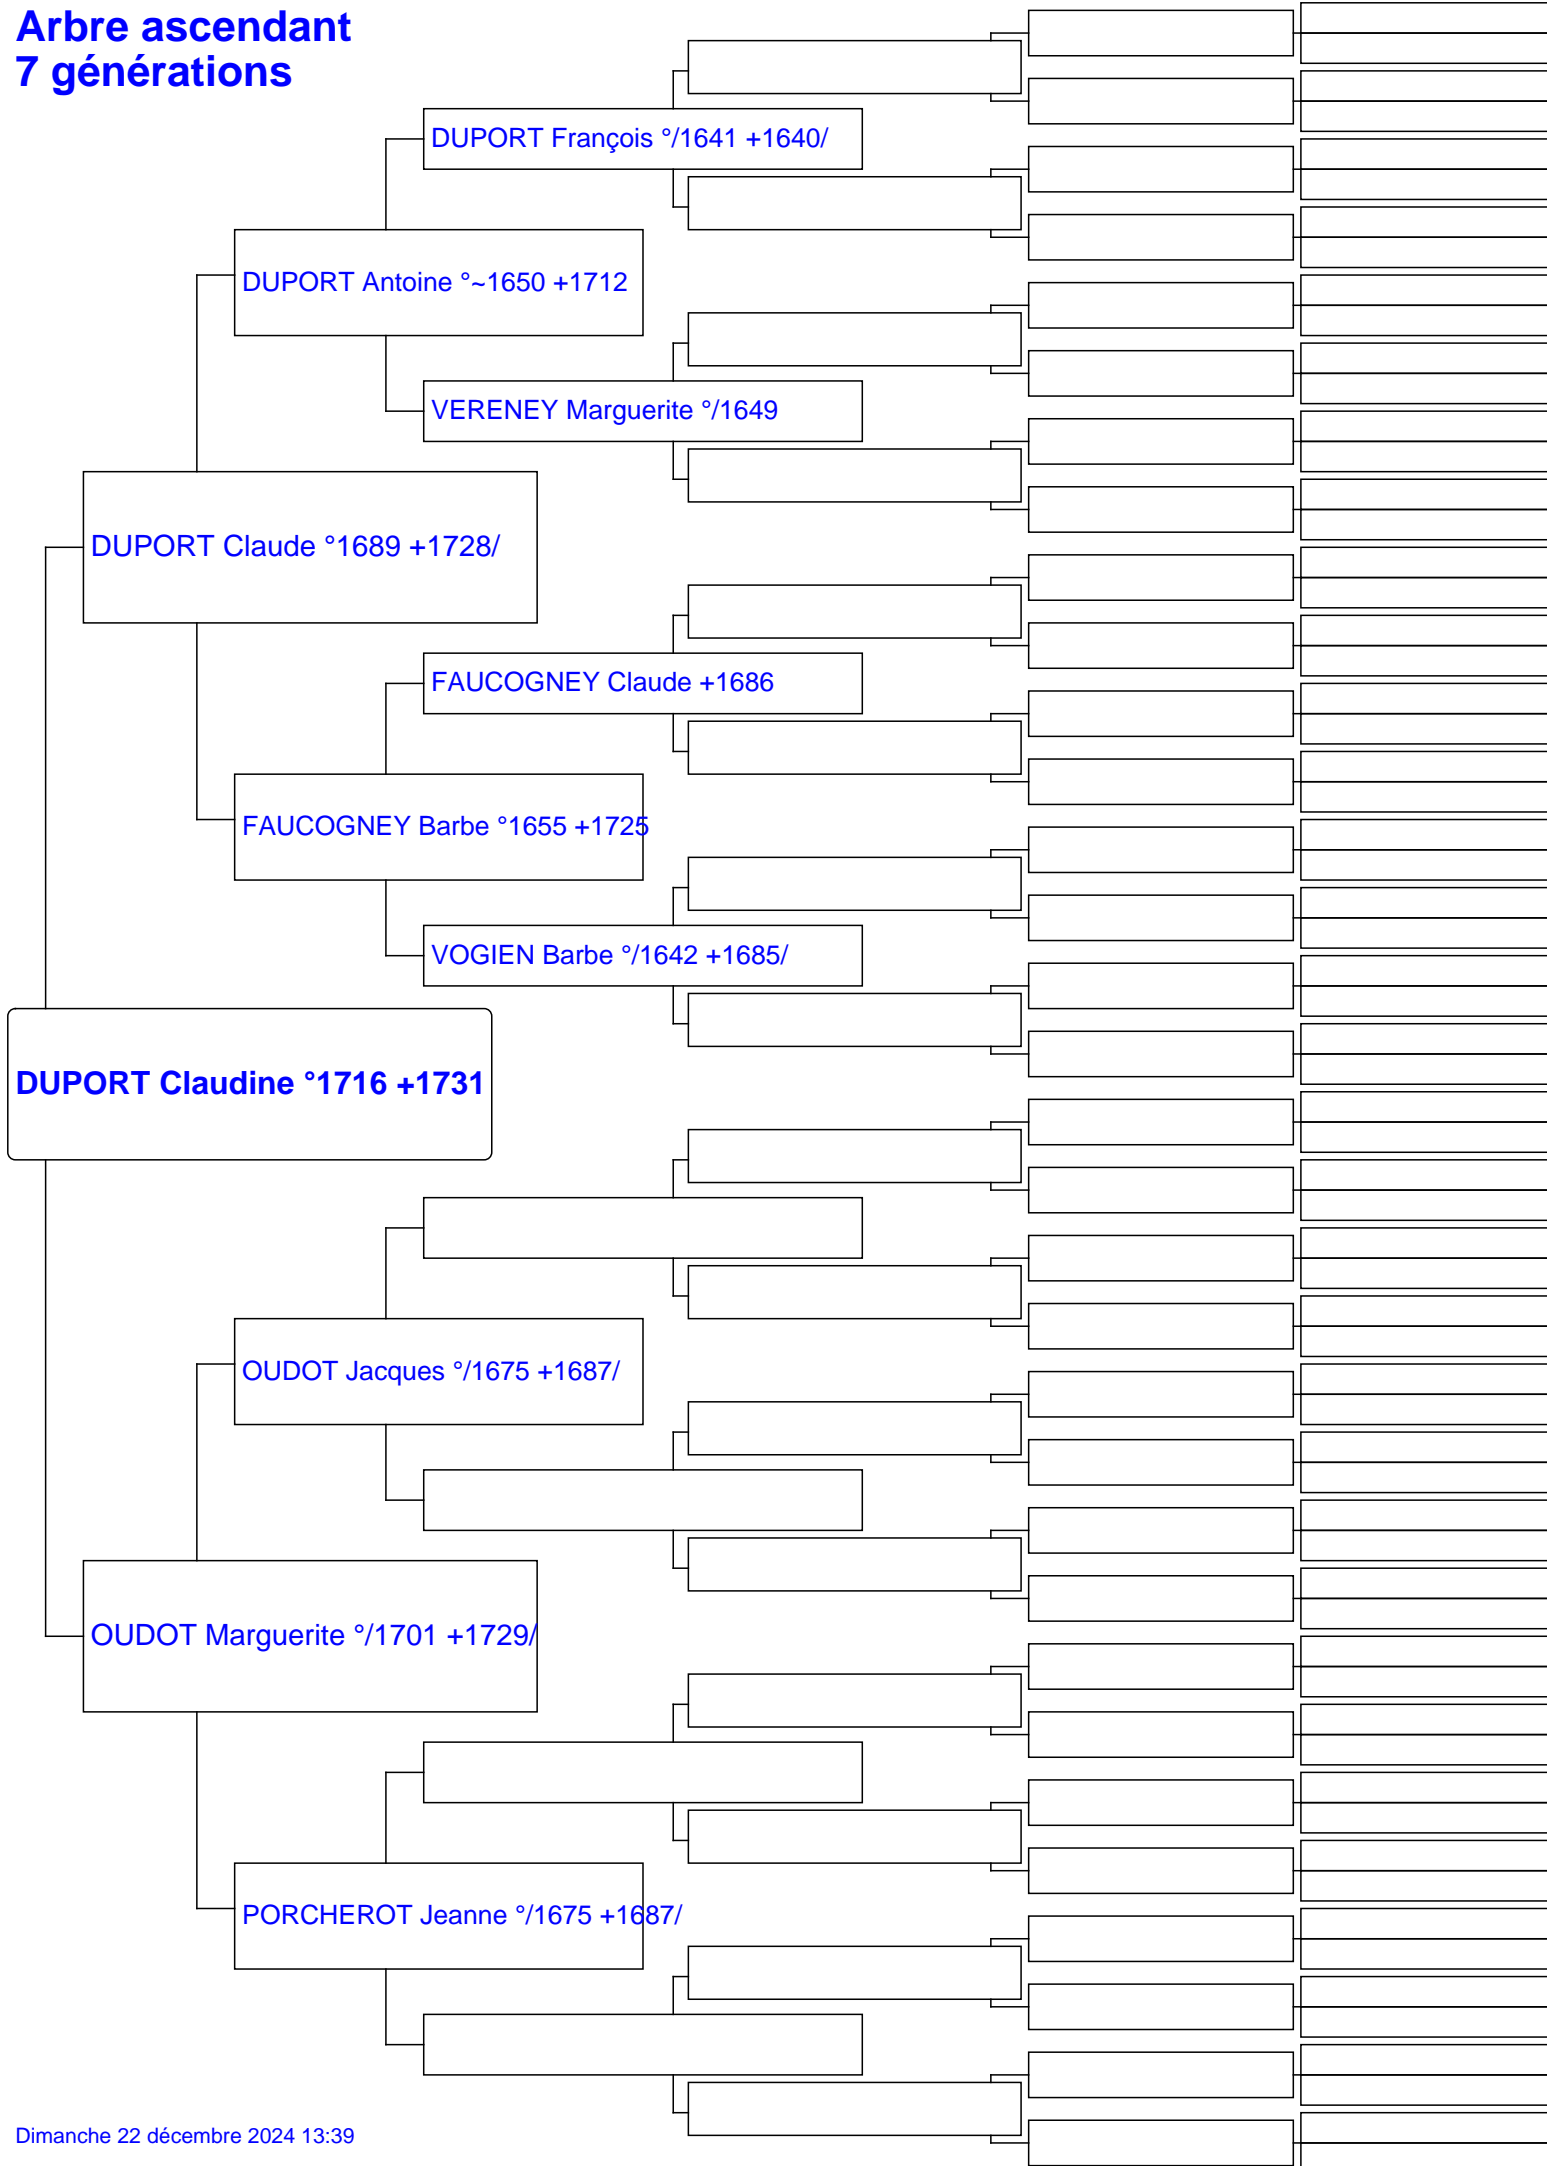 Arbre ascendant
7 générations
DUPORT François °/1641 +1640/
DUPORT Antoine °~1650 +1712
VERENEY Marguerite °/1649
DUPORT Claude °1689 +1728/
FAUCOGNEY Claude +1686
FAUCOGNEY Barbe °1655 +1725
VOGIEN Barbe °/1642 +1685/
DUPORT Claudine °1716 +1731
OUDOT Jacques °/1675 +1687/
OUDOT Marguerite °/1701 +1729/
PORCHEROT Jeanne °/1675 +1687/
Dimanche 22 décembre 2024 13:39